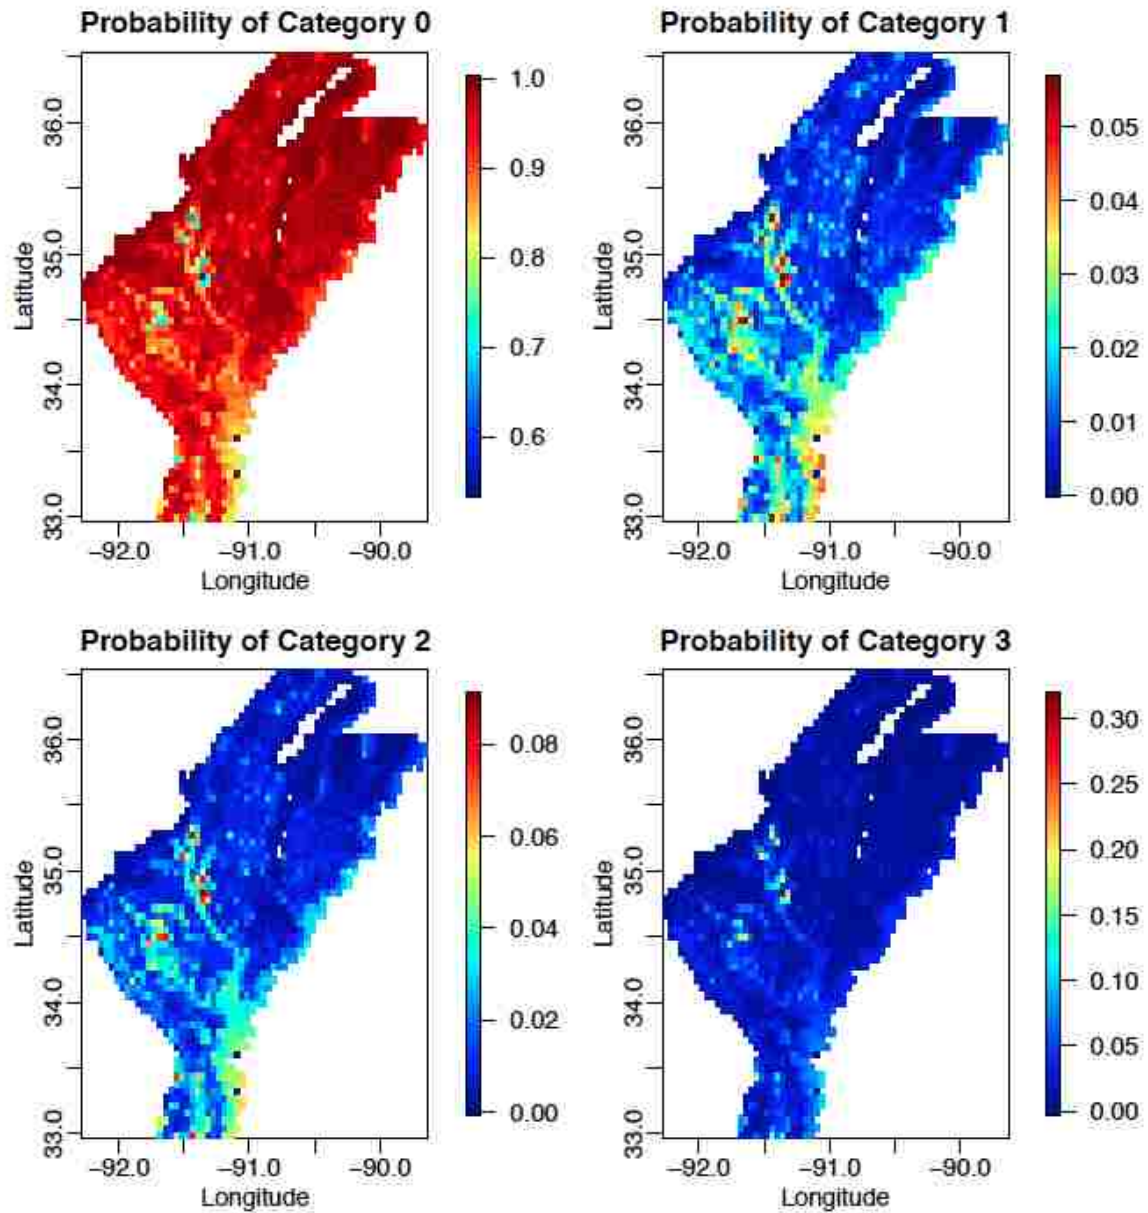 Probability of Category 0
Latitude
36.0
35.0
34.0
33.0
–92.0 –91.0 –90.0
Longitude
1.0
0.9
0.8
0.7
0.6
Probability of Category 1
Latitude
36.0
35.0
34.0
33.0
–92.0 –91.0 –90.0
Longitude
0.05
0.04
0.03
0.02
0.01
0.00
Probability of Category 2
Latitude
36.0
35.0
34.0
33.0
–92.0 –91.0 –90.0
Longitude
0.08
0.06
0.04
0.02
0.00
Probability of Category 3
Latitude
36.0
35.0
34.0
33.0
–92.0 –91.0 –90.0
Longitude
0.30
0.25
0.20
0.15
0.10
0.05
0.00